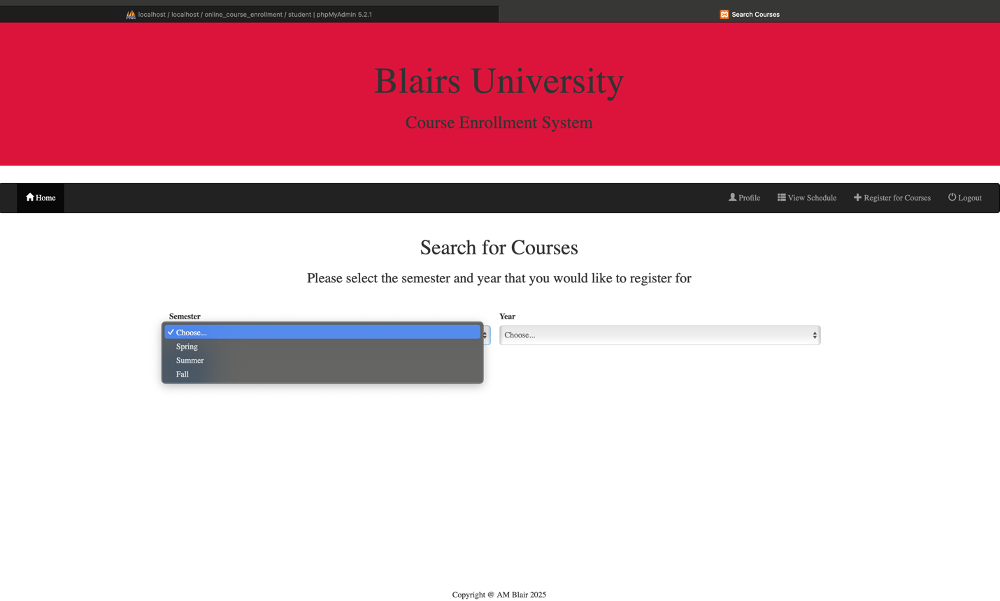 localhost / localhost / online_course_enrollment / student | phpMyAdmin 5.2.1
Search Courses
Blairs University
Course Enrollment System
Home
Profile
View Schedule
Register for Courses
Logout
Search for Courses
Please select the semester and year that you would like to register for
Semester
Year
Choose...
Choose...
Spring
Summer
Fall
Copyright @ AM Blair 2025